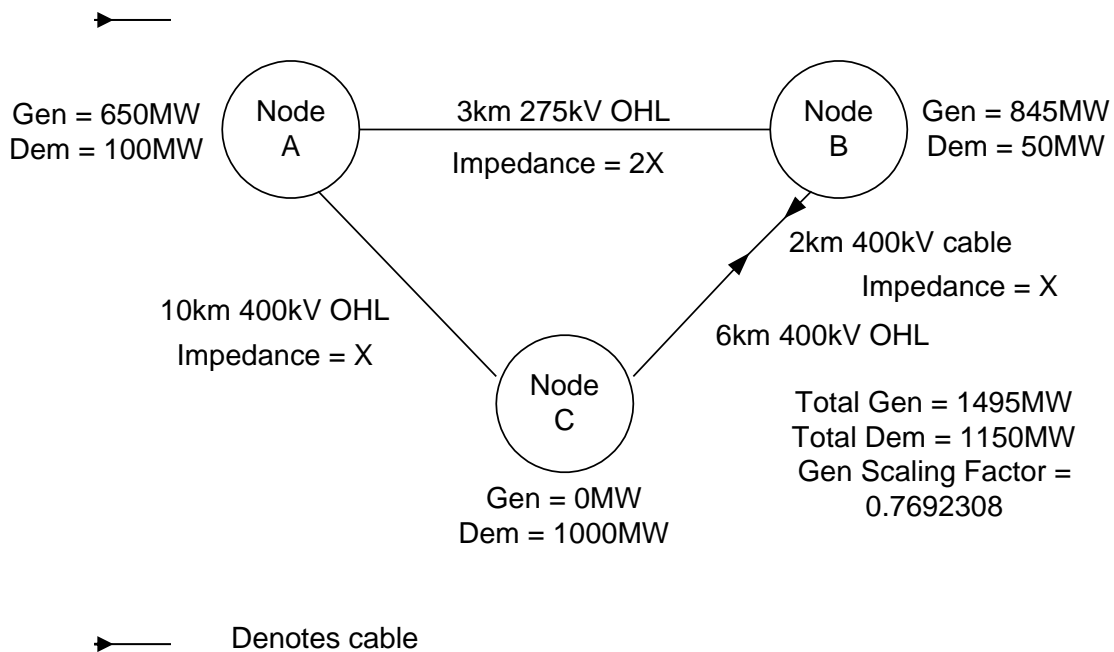 Gen = 650MW
Dem = 100MW
Node
A
3km 275kV OHL
Impedance = 2X
Node
B
Gen = 845MW
Dem = 50MW
2km 400kV cable
Impedance = X
10km 400kV OHL
Impedance = X
6km 400kV OHL
Node
C
Total Gen = 1495MW
Total Dem = 1150MW
Gen Scaling Factor =
0.7692308
Gen = 0MW
Dem = 1000MW
Denotes cable